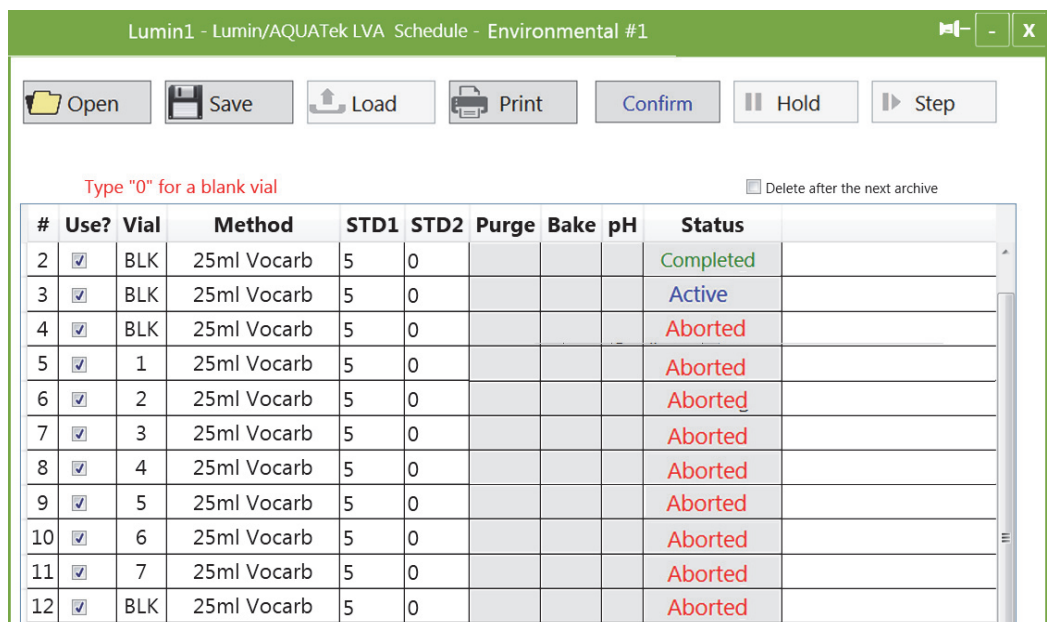 Lumin1 - Lumin/AQUATek LVA Schedule - Environmental #1 - X
Open Save Load Print Confirm Hold Step
Type "0" for a blank vial
Delete after the next archive
# Use? Vial Method STD1 STD2 Purge Bake pH Status
2 BLK 25ml Vocarb 5 0 Completed
3 BLK 25ml Vocarb 5 0 Active
4 BLK 25ml Vocarb 5 0 Aborted
5 1 25ml Vocarb 5 0 Aborted
6 2 25ml Vocarb 5 0 Aborted
7 3 25ml Vocarb 5 0 Aborted
8 4 25ml Vocarb 5 0 Aborted
9 5 25ml Vocarb 5 0 Aborted
10 6 25ml Vocarb 5 0 Aborted
11 7 25ml Vocarb 5 0 Aborted
12 BLK 25ml Vocarb 5 0 Aborted